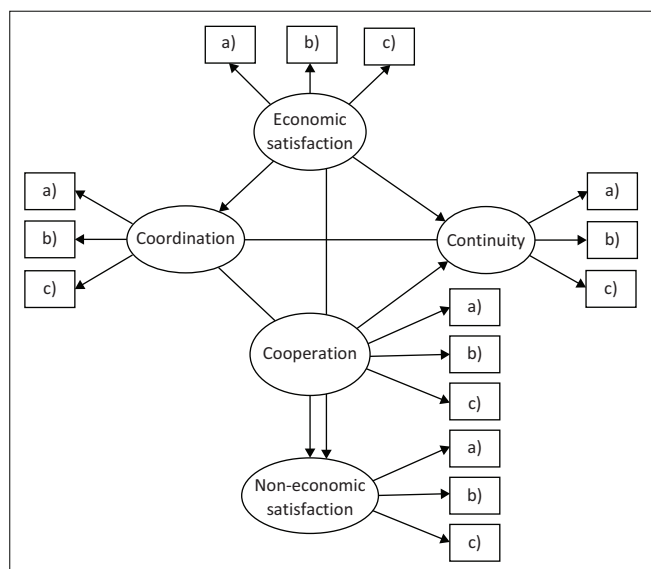 a)
b)
c)
Economic
satisfaction
a)
b)
c)
Coordination
Continuity
a)
b)
c)
Cooperation
a)
b)
c)
Non-economic
satisfaction
a)
b)
c)